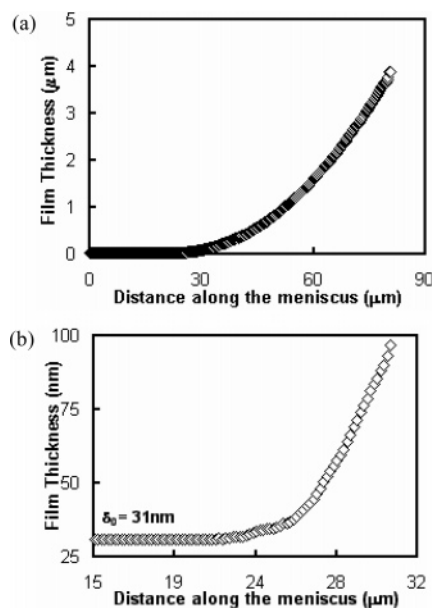 (a)
5
4
3
2
1
0
Film Thickness (μm)
0 30 60 90
Distance along the meniscus (μm)
(b)
100
75
50
25
Film Thickness (nm)
δ₀ = 31nm
15 19 24 28 32
Distance along the meniscus (μm)